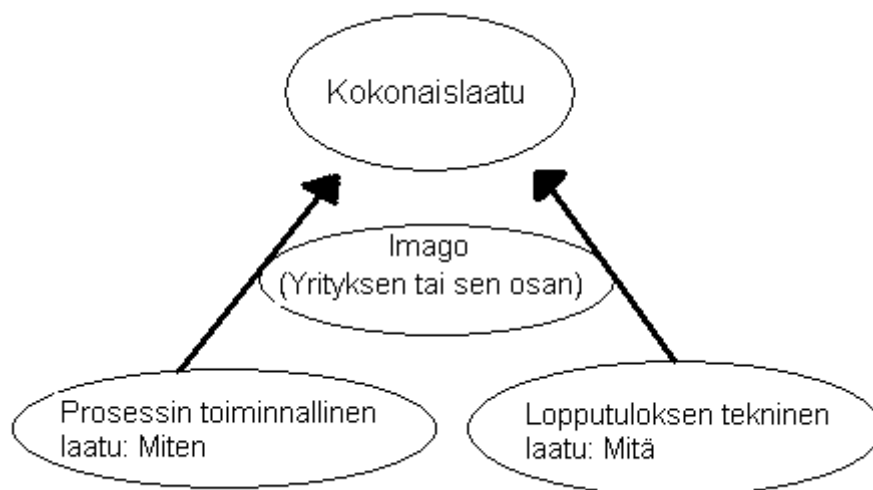 Kokonaislaatu
Imago
(Yrityksen tai sen osan)
Prosessin toiminnallinen
laatu: Miten
Lopputuloksen tekninen
laatu: Mitä